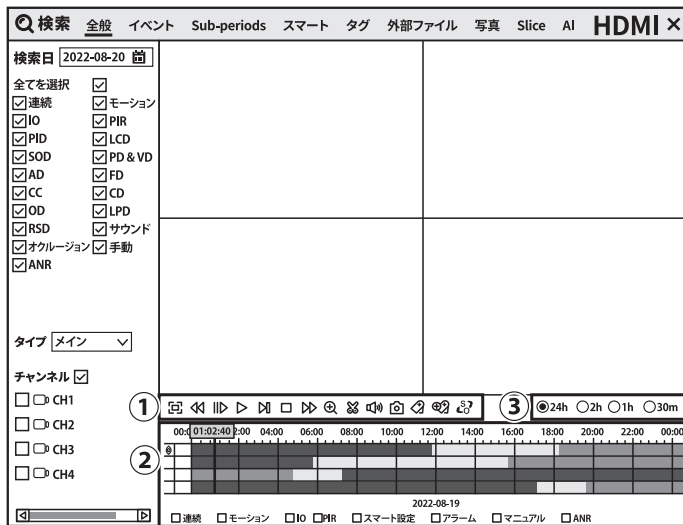 検索 全般 イベント Sub-periods スマート タグ 外部ファイル 写真 Slice AI HDMI ×
検索日 2022-08-20
全てを選択
連続 モーション
IO PIR
PID LCD
SOD PD & VD
AD FD
CC CD
OD LPD
RSD サウンド
オクルージョン 手動
ANR
タイプ メイン
チャンネル
CH1
CH2
CH3
CH4
① ③ 24h 2h 1h 30m
00:0 01:02:40 2:00 04:00 06:00 08:00 10:00 12:00 14:00 16:00 18:00 20:00 22:00 00:00
②
2022-08-19
連続 モーション IO PIR スマート設定 アラーム マニュアル ANR